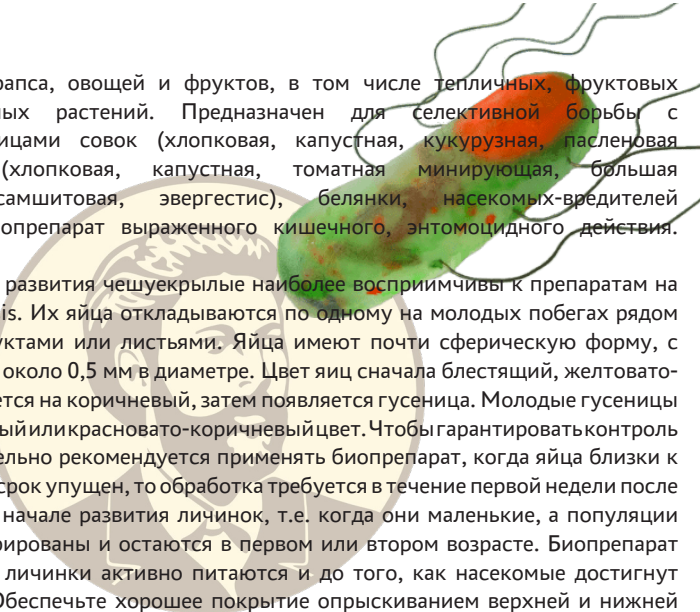 рапса, овощей и фруктов, в том числе тепличных, фруктовых
ных растений. Предназначен для селективной борьбы с
ицами совок (хлопковая, капустная, кукурузная, пасленовая
(хлопковая, капустная, томатная минирующая, большая
самшитовая, эвергестис), белянки, насекомых-вредителей
опрепарат выраженного кишечного, энтомоцидного действия.
развития чешуекрылые наиболее восприимчивы к препаратам на
is. Их яйца откладываются по одному на молодых побегах рядом
уктами или листьями. Яйца имеют почти сферическую форму, с
около 0,5 мм в диаметре. Цвет яиц сначала блестящий, желтовато-
ется на коричневый, затем появляется гусеница. Молодые гусеницы
ый или красновато-коричневый цвет. Чтобы гарантировать контроль
ельно рекомендуется применять биопрепарат, когда яйца близки к
срок упущен, то обработка требуется в течение первой недели после
начале развития личинок, т.е. когда они маленькие, а популяции
рированы и остаются в первом или втором возрасте. Биопрепарат
личинки активно питаются и до того, как насекомые достигнут
Обеспечьте хорошее покрытие опрыскиванием верхней и нижней